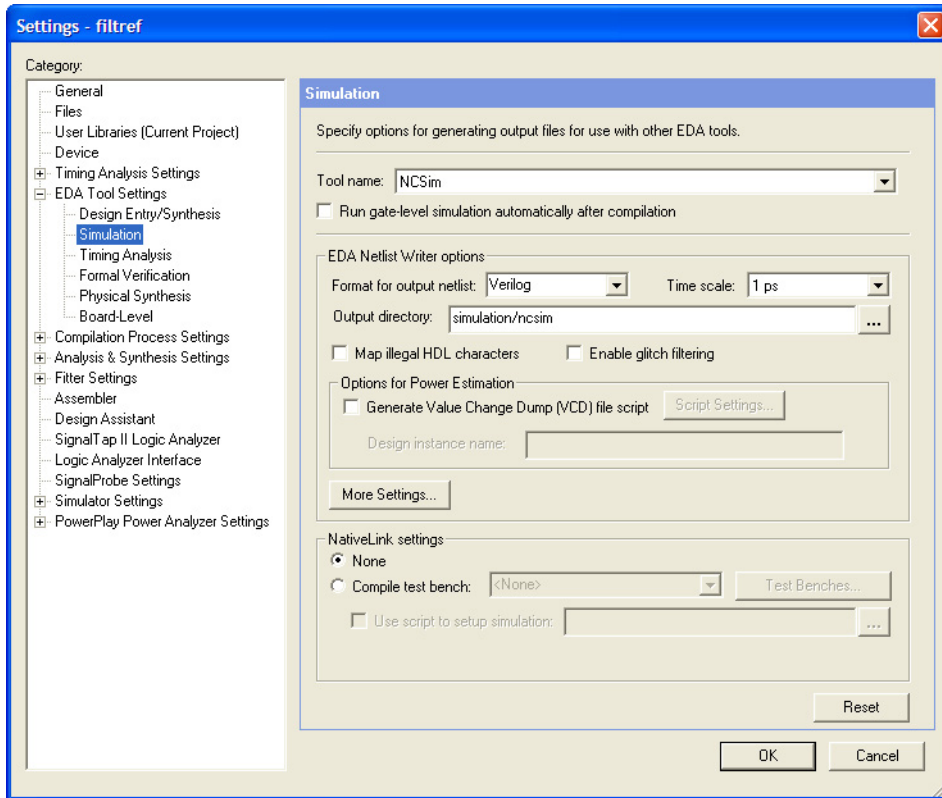 Settings - filtref
Category:
General
Files
User Libraries (Current Project)
Device
Timing Analysis Settings
EDA Tool Settings
Design Entry/Synthesis
Simulation
Timing Analysis
Formal Verification
Physical Synthesis
Board-Level
Compilation Process Settings
Analysis & Synthesis Settings
Fitter Settings
Assembler
Design Assistant
SignalTap II Logic Analyzer
Logic Analyzer Interface
SignalProbe Settings
Simulator Settings
PowerPlay Power Analyzer Settings
Simulation
Specify options for generating output files for use with other EDA tools.
Tool name: NCSim
Run gate-level simulation automatically after compilation
EDA Netlist Writer options
Format for output netlist: Verilog Time scale: 1 ps
Output directory: simulation/ncsim ...
Map illegal HDL characters Enable glitch filtering
Options for Power Estimation
Generate Value Change Dump (VCD) file script Script Settings...
Design instance name:
More Settings...
NativeLink settings
None
Compile test bench: <None> Test Benches...
Use script to setup simulation: ...
Reset
OK Cancel